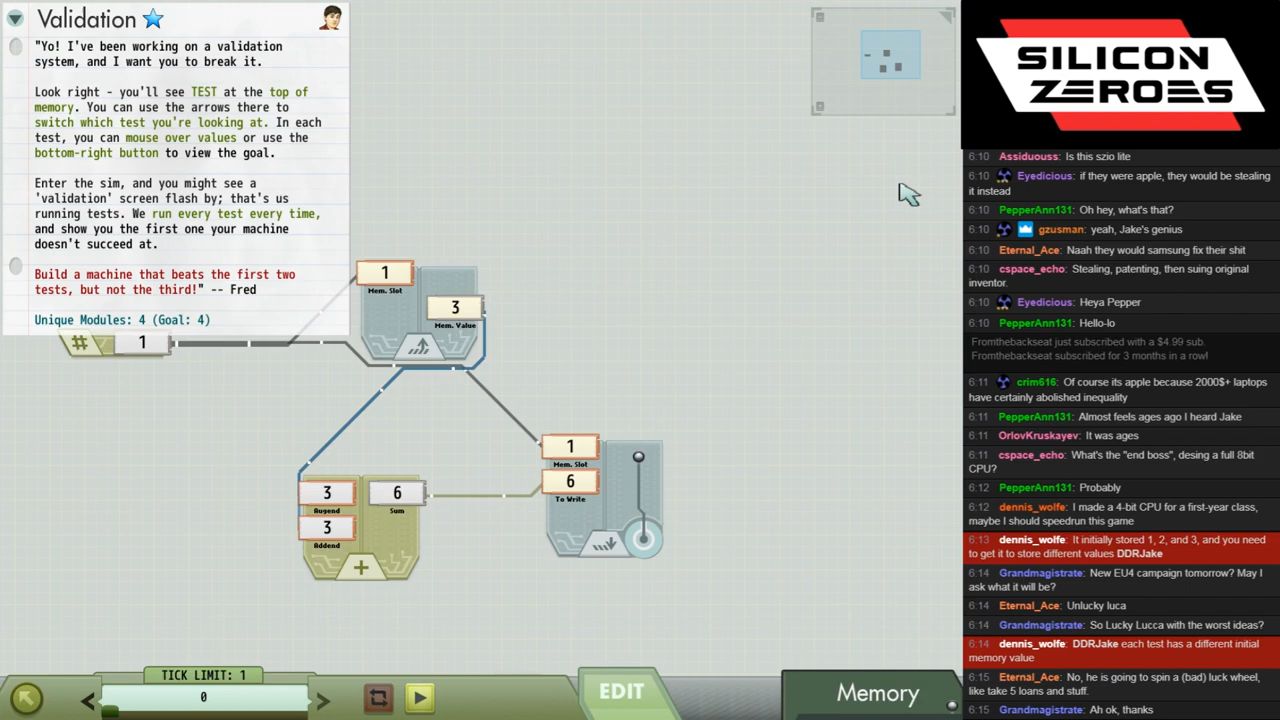 Validation
"Yo! I've been working on a validation
system, and I want you to break it.
Look right - you'll see TEST at the top of
memory. You can use the arrows there to
switch which test you're looking at. In each
test, you can mouse over values or use the
bottom-right button to view the goal.
Enter the sim, and you might see a
'validation' screen flash by; that's us
running tests. We run every test every time,
and show you the first one your machine
doesn't succeed at.
Build a machine that beats the first two
tests, but not the third!" -- Fred
Unique Modules: 4 (Goal: 4)
# 1
1
Mem. Slot
3
Mem. Value
1
Mem. Slot
6
To Write
3
Augend
6
Sum
3
Addend
+
TICK LIMIT: 1
0
EDIT
Memory
SILICON
ZEROES
6:10 Assiduouss: Is this szio lite
6:10 Eyedicious: if they were apple, they would be stealing
it instead
6:10 PepperAnn131: Oh hey, what's that?
6:10 gzusman: yeah, Jake's genius
6:10 Eternal_Ace: Naah they would samsung fix their shit
6:10 cspace_echo: Stealing, patenting, then suing original
inventor.
6:10 Eyedicious: Heya Pepper
6:10 PepperAnn131: Hello-lo
Fromthebackseat just subscribed with a $4.99 sub.
Fromthebackseat subscribed for 3 months in a row!
6:11 crim616: Of course its apple because 2000$+ laptops
have certainly abolished inequality
6:11 PepperAnn131: Almost feels ages ago I heard Jake
6:11 OrlovKruskayev: It was ages
6:11 cspace_echo: What's the "end boss", desing a full 8bit
CPU?
6:12 PepperAnn131: Probably
6:12 dennis_wolfe: I made a 4-bit CPU for a first-year class,
maybe I should speedrun this game
6:13 dennis_wolfe: It initially stored 1, 2, and 3, and you need
to get it to store different values DDRJake
6:14 Grandmagistrate: New EU4 campaign tomorrow? May I
ask what it will be?
6:14 Eternal_Ace: Unlucky luca
6:14 Grandmagistrate: So Lucky Lucca with the worst ideas?
6:14 dennis_wolfe: DDRJake each test has a different initial
memory value
6:15 Eternal_Ace: No, he is going to spin a (bad) luck wheel,
like take 5 loans and stuff.
6:15 Grandmagistrate: Ah ok, thanks